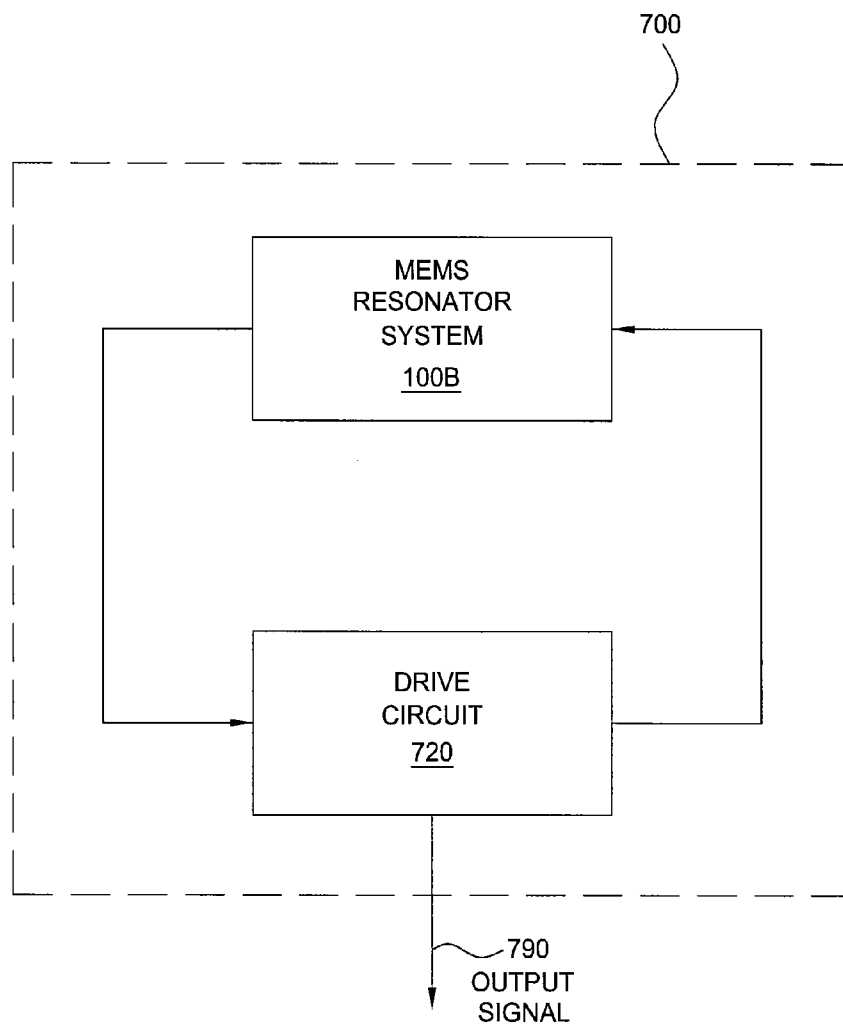 700
MEMS
RESONATOR
SYSTEM
100B
DRIVE
CIRCUIT
720
790
OUTPUT
SIGNAL